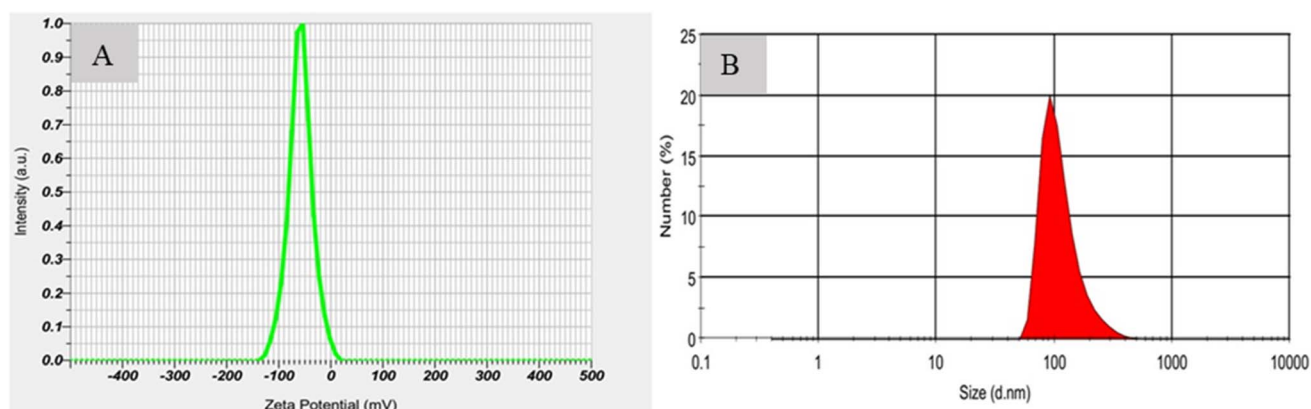 A
Intensity (a.u.)
1.0
0.9
0.8
0.7
0.6
0.5
0.4
0.3
0.2
0.1
0.0
-400 -300 -200 -100 0 100 200 300 400 500
Zeta Potential (mV)
B
Number (%)
25
20
15
10
5
0
0.1 1 10 100 1000 10000
Size (d.nm)